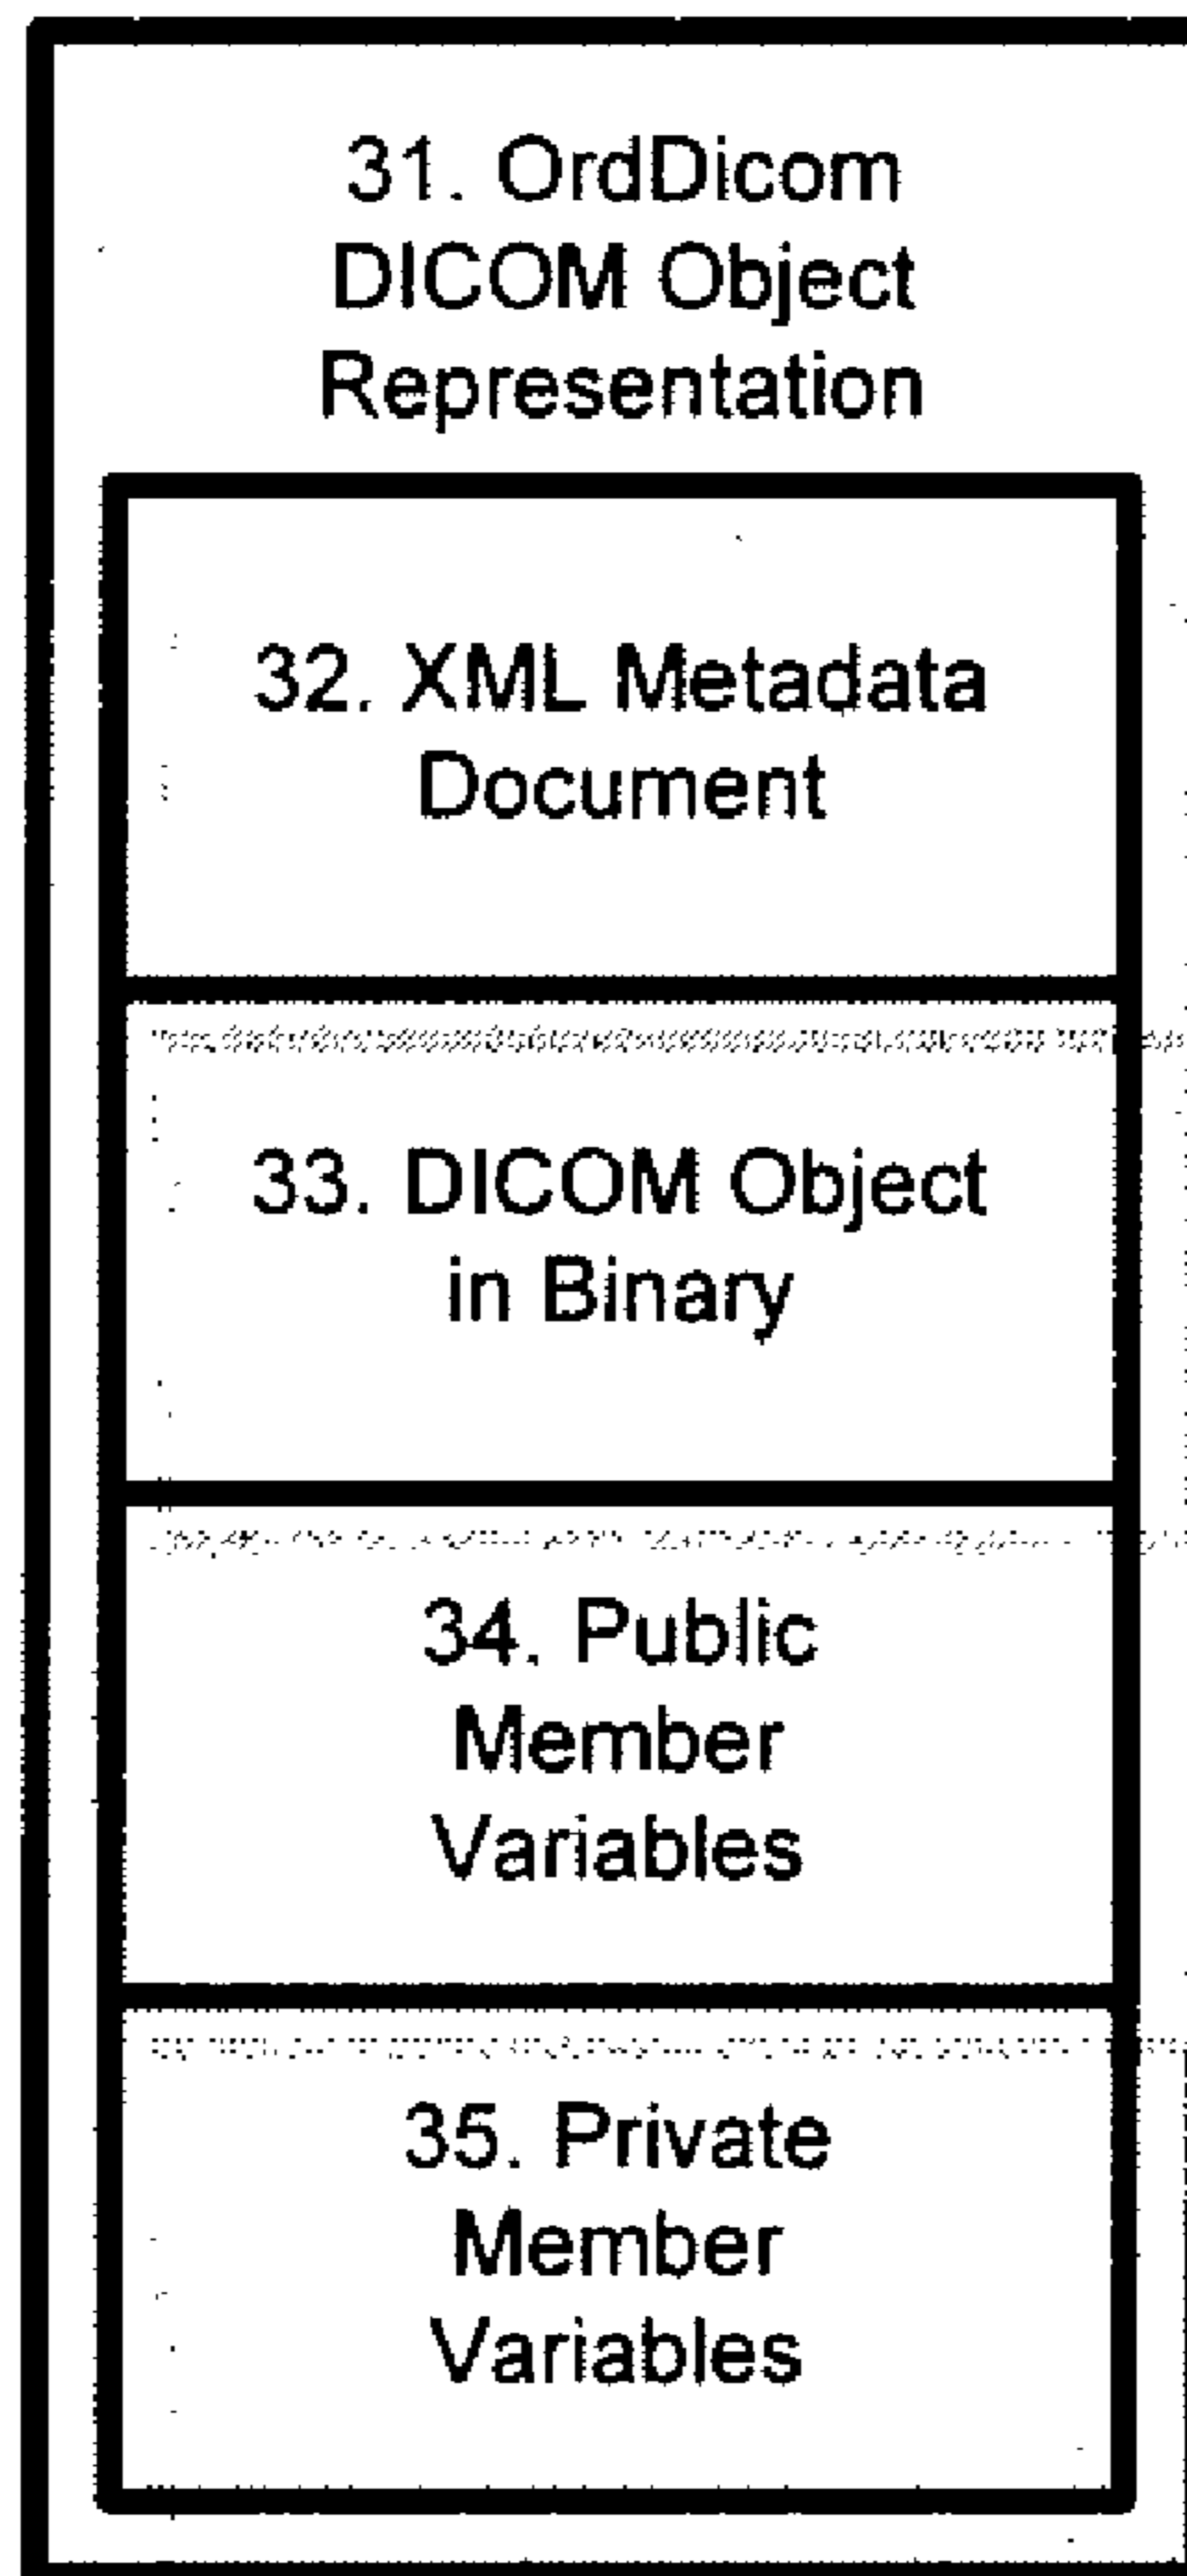 31. OrdDicom
DICOM Object
Representation
32. XML Metadata
Document
33. DICOM Object
in Binary
34. Public
Member
Variables
35. Private
Member
Variables